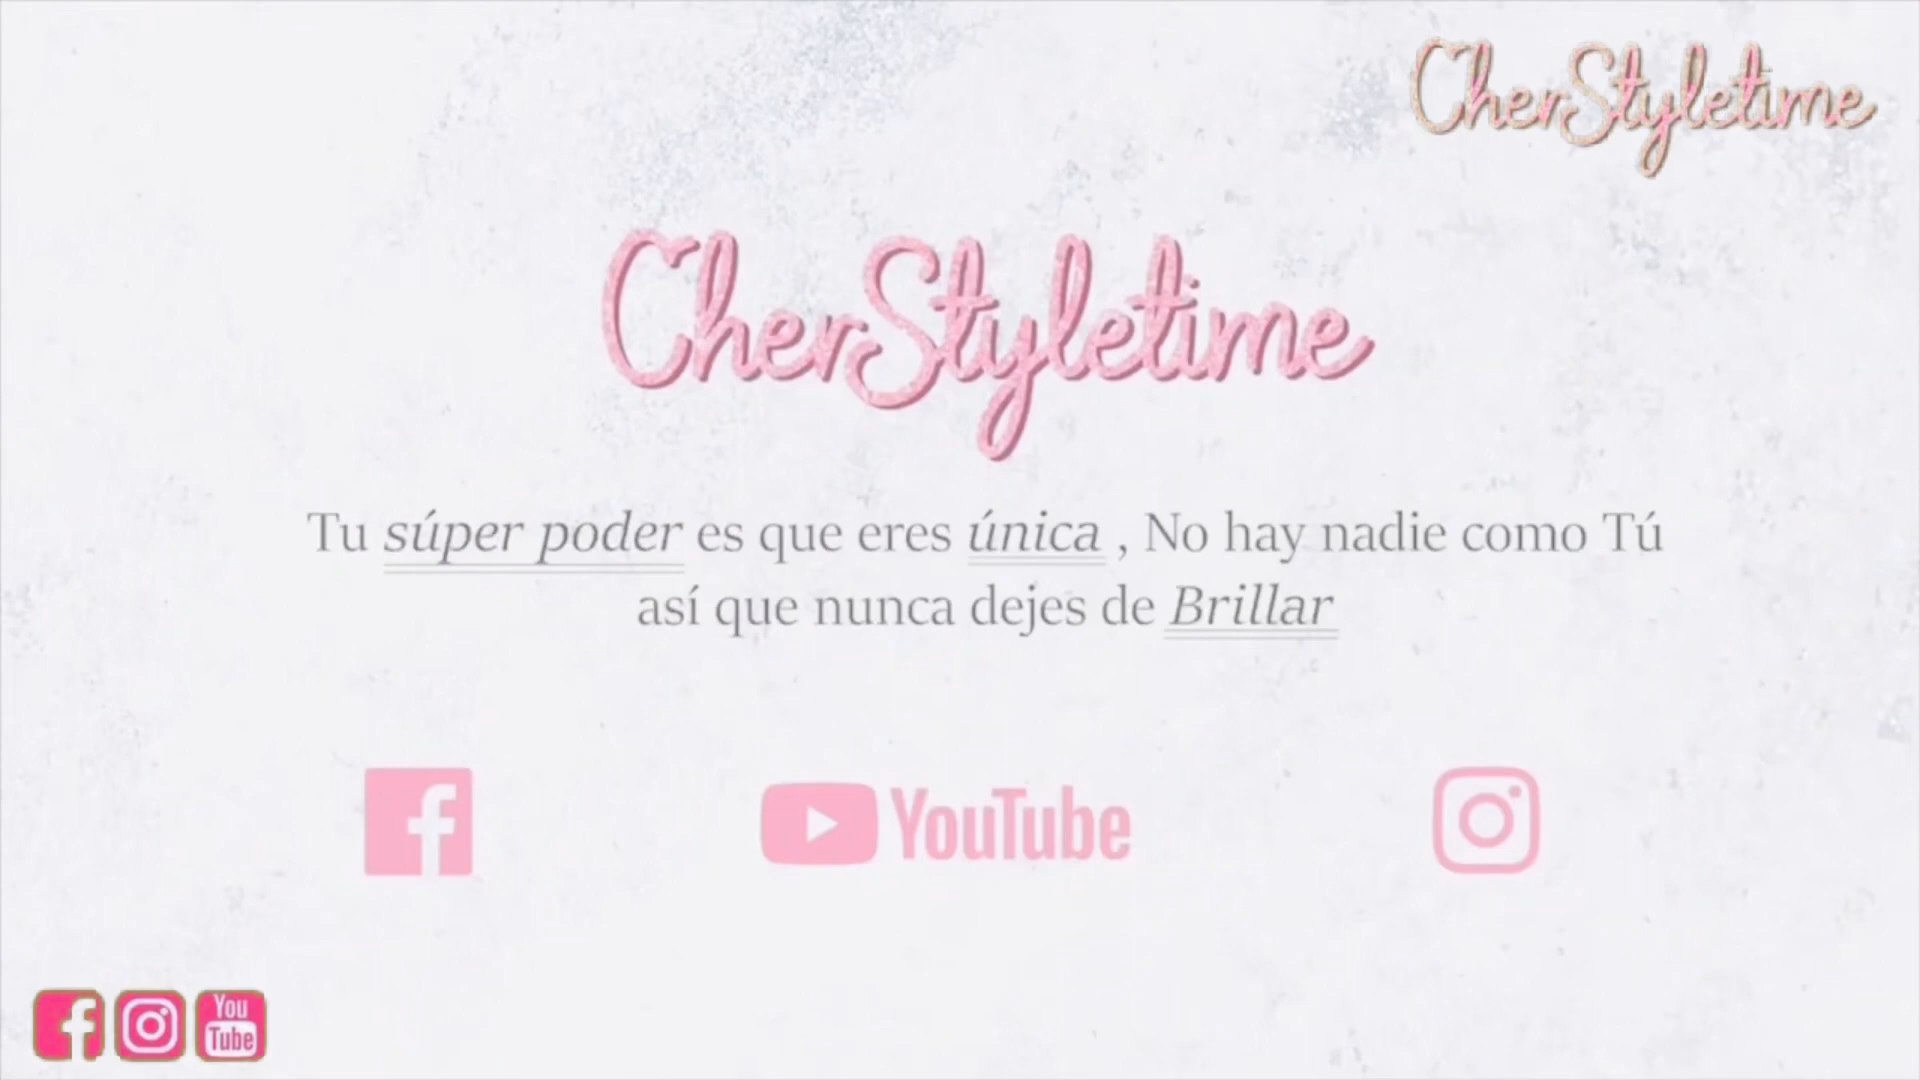 CherStyletime
CherStyletime
Tu súper poder es que eres única , No hay nadie como Tú
así que nunca dejes de Brillar
YouTube
You
Tube